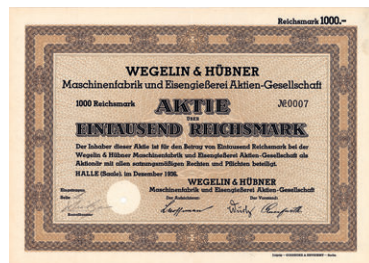 Reichsmark 1000.-
WEGELIN & HÜBNER
Maschinenfabrik und Eisengießerei Aktien-Gesellschaft
1000 Reichsmark AKTIE №0007
ÜBER
EINTAUSEND REICHSMARK
Der Inhaber dieser Aktie ist für den Betrag von Eintausend Reichsmark bei der
Wegelin & Hübner Maschinenfabrik und Eisengießerei Aktien-Gesellschaft als
Aktionär mit allen satzungsmäßigen Rechten und Pflichten beteiligt.
HALLE (Saale), im Dezember 1936.
WEGELIN & HÜBNER
Maschinenfabrik und Eisengießerei Aktien-Gesellschaft
Der Aufsichtsrat: Der Vorstand: